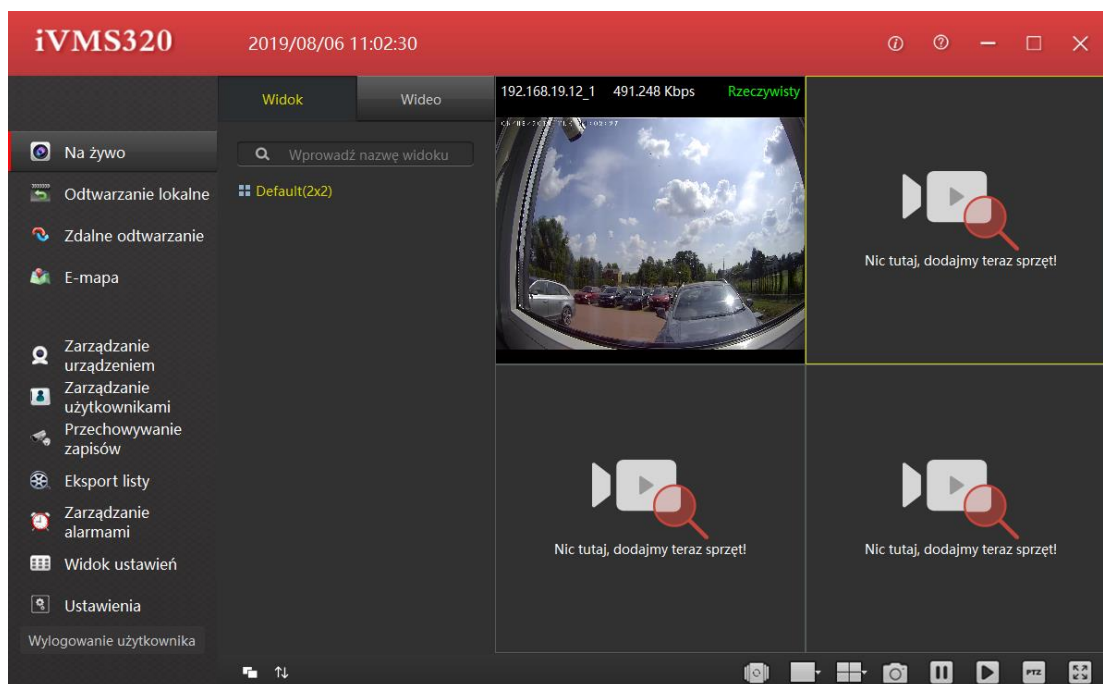 iVMS320
2019/08/06 11:02:30
Widok
Wideo
192.168.19.12_1 491.248 Kbps Rzeczywisty
Na żywo
Wprowadź nazwę widoku
Odtwarzanie lokalne
Default(2x2)
Zdalne odtwarzanie
E-mapa
Nic tutaj, dodajmy teraz sprzęt!
Zarządzanie
urządzeniem
Zarządzanie
użytkownikami
Przechowywanie
zapisów
Eksport listy
Zarządzanie
alarmami
Widok ustawień
Ustawienia
Wylogowanie użytkownika
Nic tutaj, dodajmy teraz sprzęt!
Nic tutaj, dodajmy teraz sprzęt!
PTZ